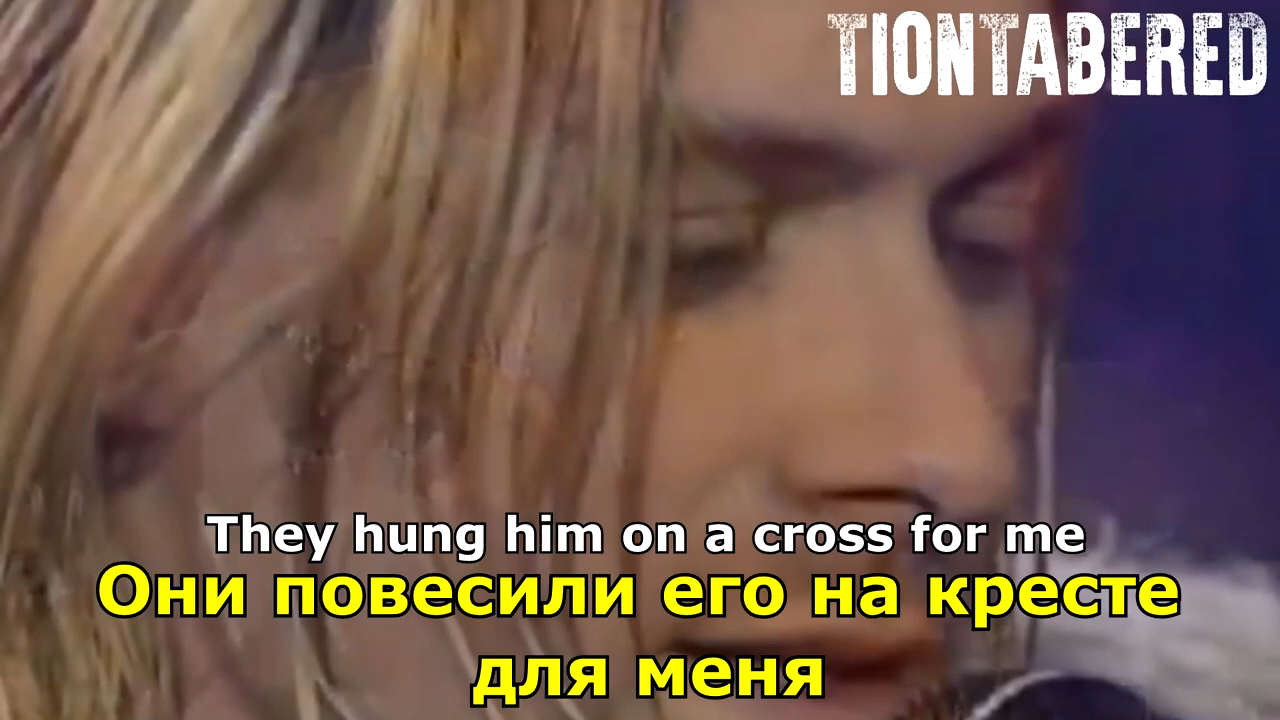 TIONTABERED
They hung him on a cross for me
Они повесили его на кресте
для меня